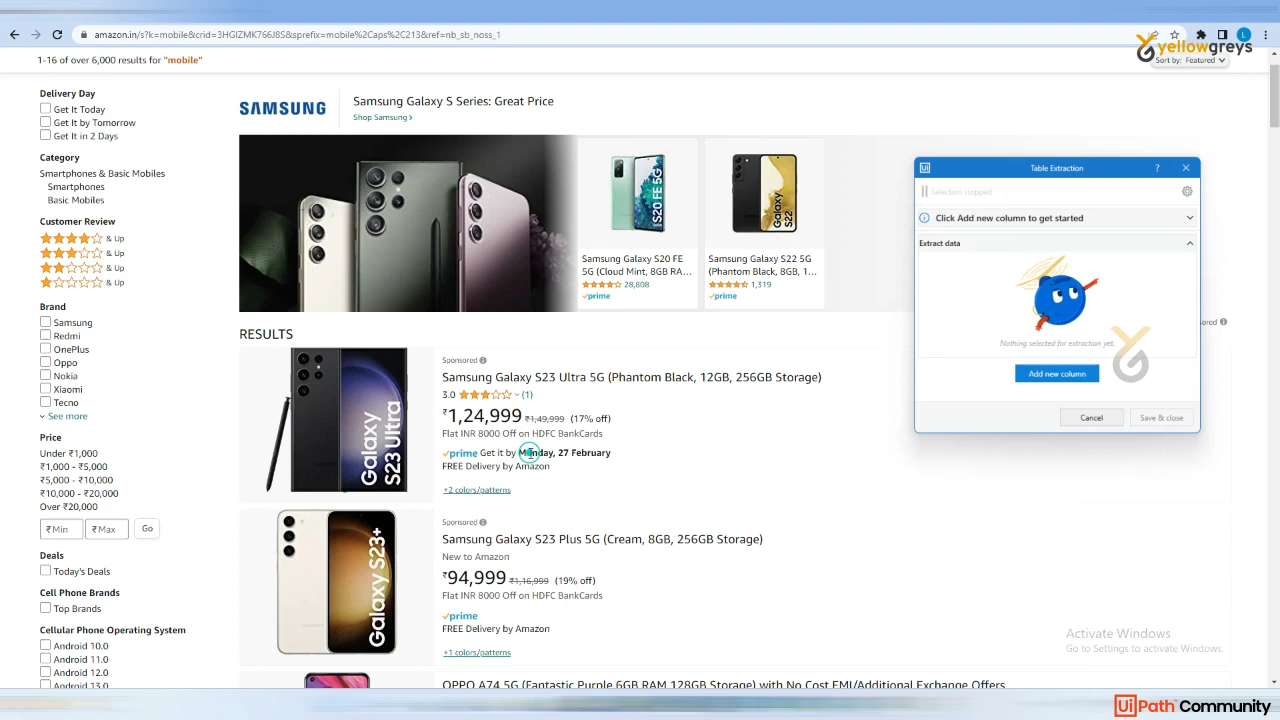 amazon.in/s?k=mobile&crid=3HGIZMK766J8S&sprefix=mobile%2Caps%2C213&ref=nb_sb_noss_1
L
yellowgreys
1-16 of over 6,000 results for "mobile"
Sort by: Featured
Delivery Day
Get It Today
Get It by Tomorrow
Get It in 2 Days
Category
Smartphones & Basic Mobiles
Smartphones
Basic Mobiles
Customer Review
& Up
& Up
& Up
& Up
Brand
Samsung
Redmi
OnePlus
Oppo
Nokia
Xiaomi
Tecno
See more
Price
Under ₹1,000
₹1,000 - ₹5,000
₹5,000 - ₹10,000
₹10,000 - ₹20,000
Over ₹20,000
₹ Min
₹ Max
Go
Deals
Today's Deals
Cell Phone Brands
Top Brands
Cellular Phone Operating System
Android 10.0
Android 11.0
Android 12.0
Android 13.0
SAMSUNG
Samsung Galaxy S Series: Great Price
Shop Samsung
S20 FE 5G
Galaxy S22
Samsung Galaxy S20 FE
5G (Cloud Mint, 8GB RA...
28,808
prime
Samsung Galaxy S22 5G
(Phantom Black, 8GB, 1...
1,319
prime
RESULTS
Galaxy
S23 Ultra
Sponsored
Samsung Galaxy S23 Ultra 5G (Phantom Black, 12GB, 256GB Storage)
3.0 (1)
₹1,24,999 ₹1,49,999 (17% off)
Flat INR 8000 Off on HDFC BankCards
prime Get it by Monday, 27 February
FREE Delivery by Amazon
+2 colors/patterns
Galaxy S23+
Sponsored
Samsung Galaxy S23 Plus 5G (Cream, 8GB, 256GB Storage)
New to Amazon
₹94,999 ₹1,16,999 (19% off)
Flat INR 8000 Off on HDFC BankCards
prime
FREE Delivery by Amazon
+1 colors/patterns
OPPO A74 5G (Fantastic Purple,6GB RAM,128GB Storage) with No Cost EMI/Additional Exchange Offers
Ui
Table Extraction
?
Selection stopped
Click Add new column to get started
Extract data
Nothing selected for extraction yet.
Add new column
Cancel
Save & close
Activate Windows
Go to Settings to activate Windows.
UiPath Community